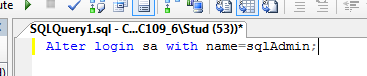 SQLQuery1.sql - C...C109_6\Stud (53))*
Alter login sa with name=sqlAdmin;